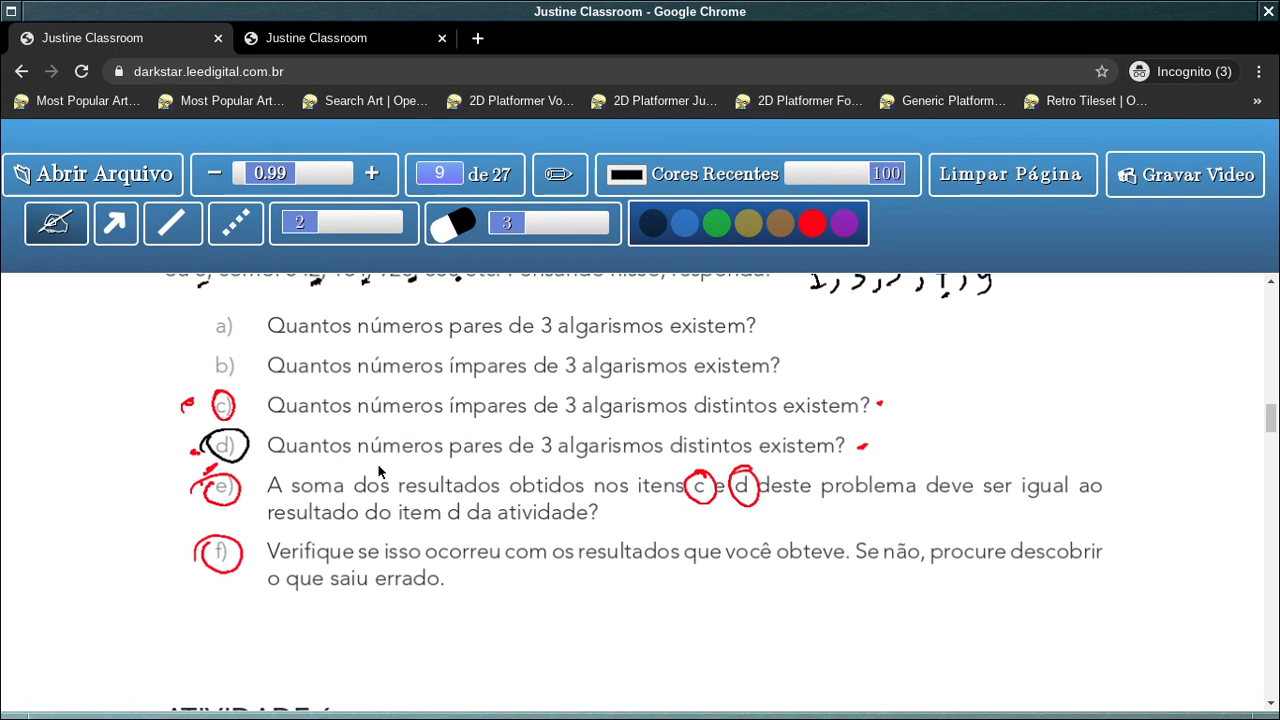 Justine Classroom - Google Chrome
Justine Classroom
Justine Classroom
darkstar.leedigital.com.br
Incognito (3)
Most Popular Art...
Most Popular Art...
Search Art | Ope...
2D Platformer Vo...
2D Platformer Ju...
2D Platformer Fo...
Generic Platform...
Retro Tileset | O...
Abrir Arquivo
0.99
9 de 27
Cores Recentes
100
Limpar Página
Gravar Video
2
3
a) Quantos números pares de 3 algarismos existem?
b) Quantos números ímpares de 3 algarismos existem?
c) Quantos números ímpares de 3 algarismos distintos existem?
d) Quantos números pares de 3 algarismos distintos existem?
e) A soma dos resultados obtidos nos itens c e d deste problema deve ser igual ao
resultado do item d da atividade?
f) Verifique se isso ocorreu com os resultados que você obteve. Se não, procure descobrir
o que saiu errado.